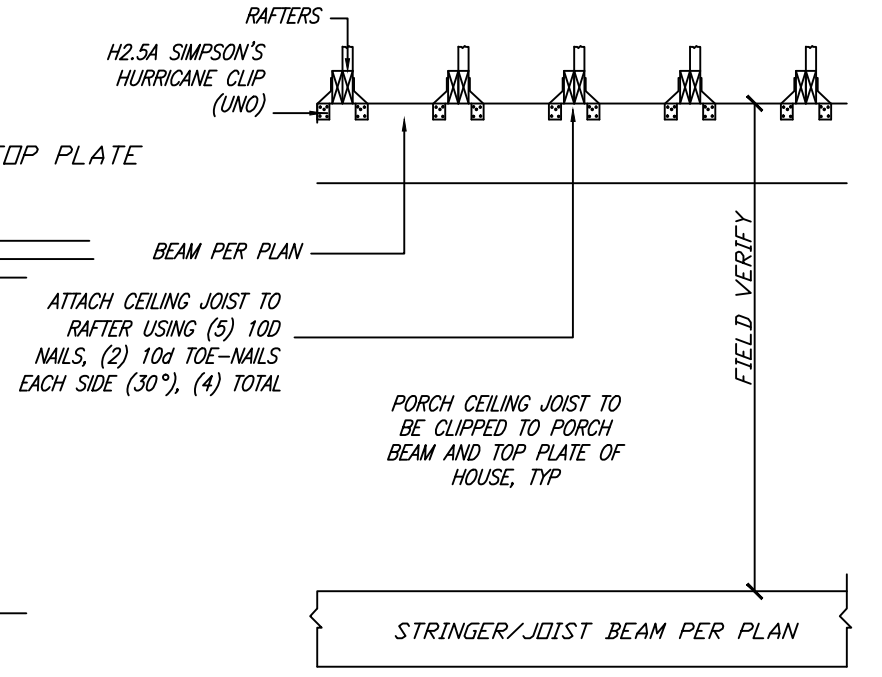 RAFTERS
H2.5A SIMPSON'S
HURRICANE CLIP
(UNO)
TOP PLATE
BEAM PER PLAN
ATTACH CEILING JOIST TO
RAFTER USING (5) 10D
NAILS, (2) 10d TOE-NAILS
EACH SIDE (30°), (4) TOTAL
FIELD VERIFY
PORCH CEILING JOIST TO
BE CLIPPED TO PORCH
BEAM AND TOP PLATE OF
HOUSE, TYP
STRINGER/JOIST BEAM PER PLAN